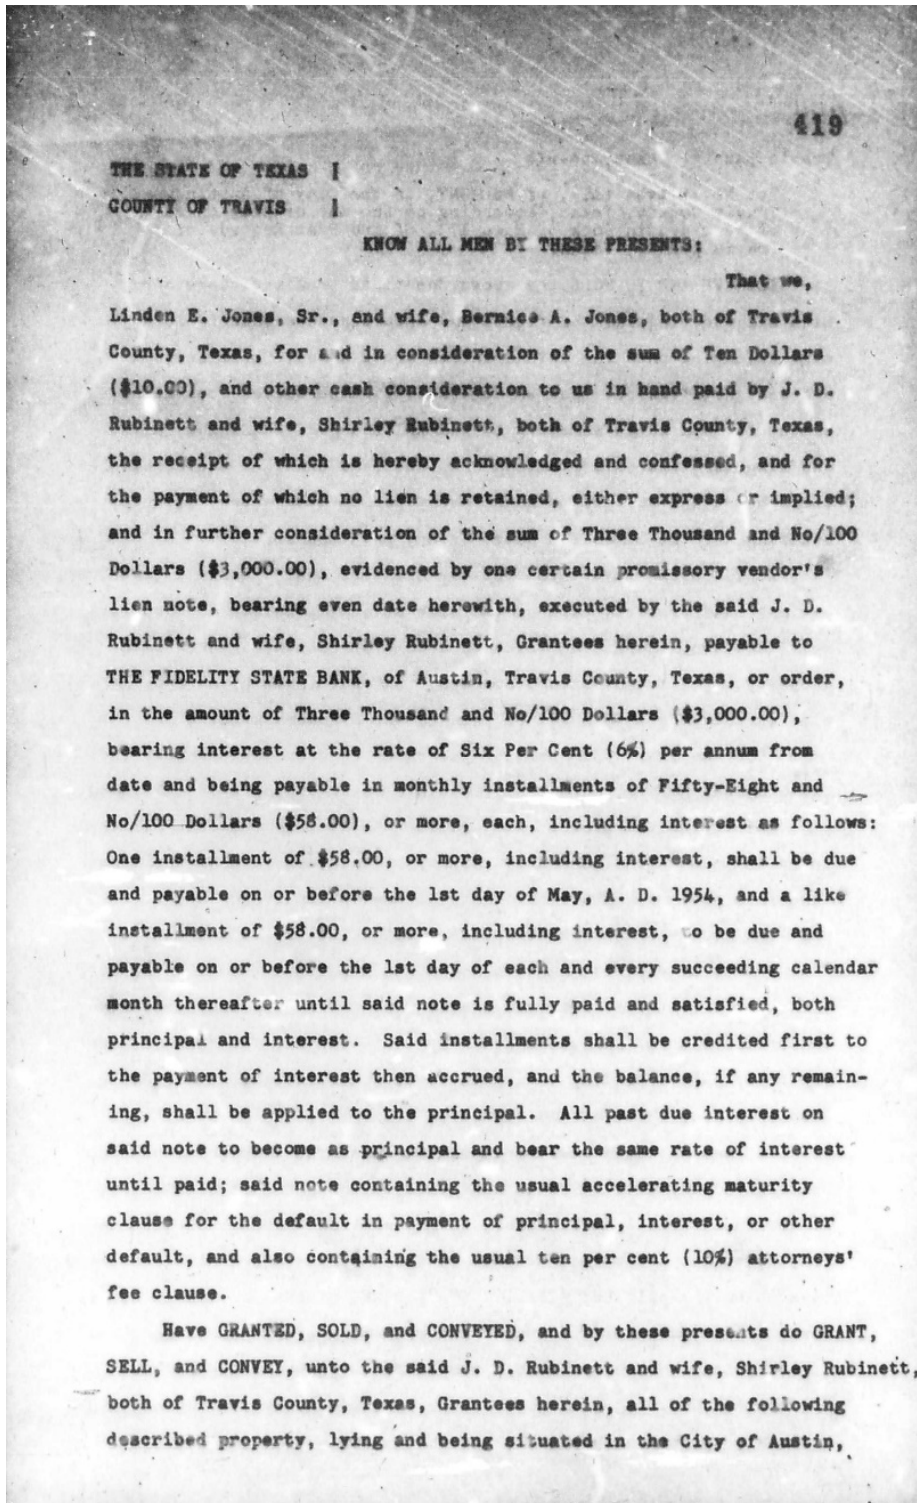 419
THE STATE OF TEXAS |
COUNTY OF TRAVIS |
KNOW ALL MEN BY THESE PRESENTS:
That we,
Linden E. Jones, Sr., and wife, Bernice A. Jones, both of Travis
County, Texas, for and in consideration of the sum of Ten Dollars
($10.00), and other cash consideration to us in hand paid by J. D.
Rubinett and wife, Shirley Rubinett, both of Travis County, Texas,
the receipt of which is hereby acknowledged and confessed, and for
the payment of which no lien is retained, either express or implied;
and in further consideration of the sum of Three Thousand and No/100
Dollars ($3,000.00), evidenced by one certain promissory vendor's
lien note, bearing even date herewith, executed by the said J. D.
Rubinett and wife, Shirley Rubinett, Grantees herein, payable to
THE FIDELITY STATE BANK, of Austin, Travis County, Texas, or order,
in the amount of Three Thousand and No/100 Dollars ($3,000.00),
bearing interest at the rate of Six Per Cent (6%) per annum from
date and being payable in monthly installments of Fifty-Eight and
No/100 Dollars ($58.00), or more, each, including interest as follows:
One installment of $58.00, or more, including interest, shall be due
and payable on or before the 1st day of May, A. D. 1954, and a like
installment of $58.00, or more, including interest, to be due and
payable on or before the 1st day of each and every succeeding calendar
month thereafter until said note is fully paid and satisfied, both
principal and interest. Said installments shall be credited first to
the payment of interest then accrued, and the balance, if any remain-
ing, shall be applied to the principal. All past due interest on
said note to become as principal and bear the same rate of interest
until paid; said note containing the usual accelerating maturity
clause for the default in payment of principal, interest, or other
default, and also containing the usual ten per cent (10%) attorneys'
fee clause.
Have GRANTED, SOLD, and CONVEYED, and by these presents do GRANT,
SELL, and CONVEY, unto the said J. D. Rubinett and wife, Shirley Rubinett,
both of Travis County, Texas, Grantees herein, all of the following
described property, lying and being situated in the City of Austin,